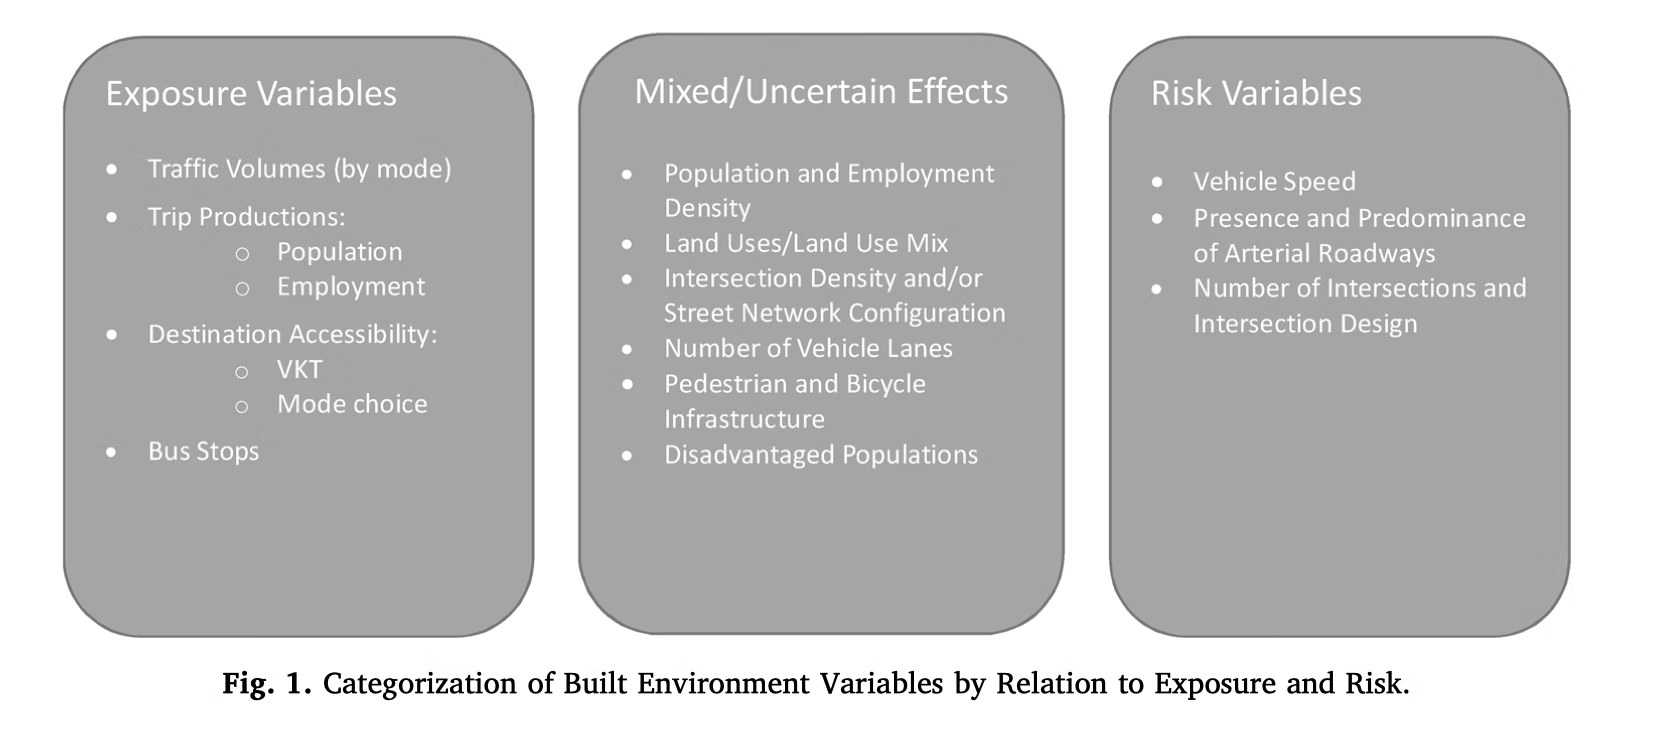 Exposure Variables
• Traffic Volumes (by mode)
• Trip Productions:
○ Population
○ Employment
• Destination Accessibility:
○ VKT
○ Mode choice
• Bus Stops
Mixed/Uncertain Effects
• Population and Employment
Density
• Land Uses/Land Use Mix
• Intersection Density and/or
Street Network Configuration
• Number of Vehicle Lanes
• Pedestrian and Bicycle
Infrastructure
• Disadvantaged Populations
Risk Variables
• Vehicle Speed
• Presence and Predominance
of Arterial Roadways
• Number of Intersections and
Intersection Design
Fig. 1. Categorization of Built Environment Variables by Relation to Exposure and Risk.